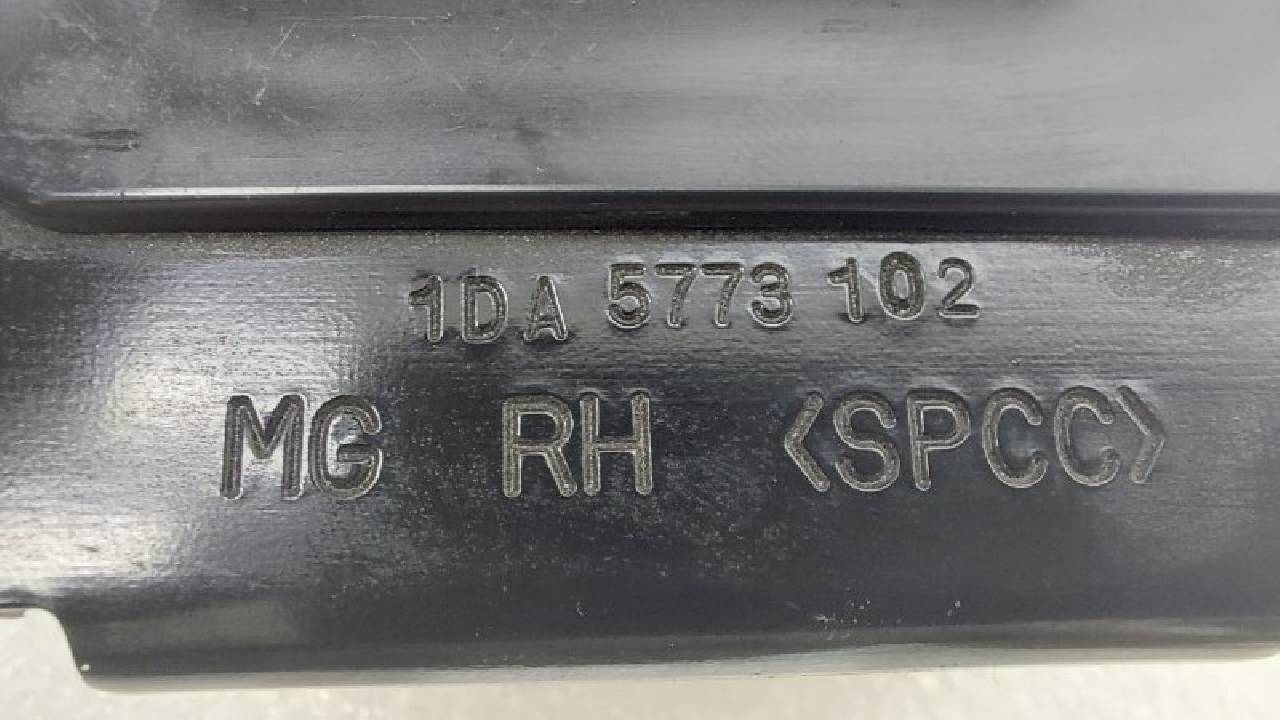 1DA 5773 102
MG RH <SPCC>